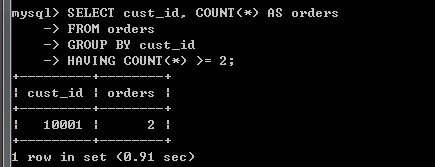 mysql> SELECT cust_id, COUNT(*) AS orders
    -> FROM orders
    -> GROUP BY cust_id
    -> HAVING COUNT(*) >= 2;
+---------+--------+
¦ cust_id ¦ orders ¦
+---------+--------+
¦   10001 ¦      2 ¦
+---------+--------+
1 row in set (0.91 sec)